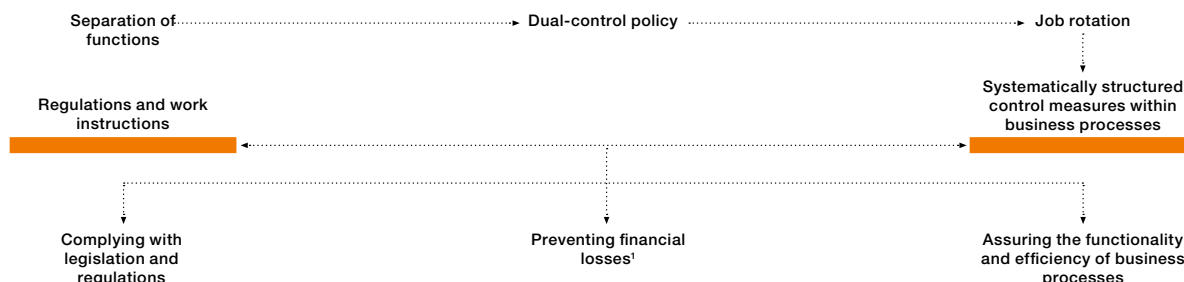 Separation of
functions
Dual-control policy
Job rotation
Regulations and work
instructions
Systematically structured
control measures within
business processes
Complying with
legislation and
regulations
Preventing financial
losses¹
Assuring the functionality
and efficiency of business
processes